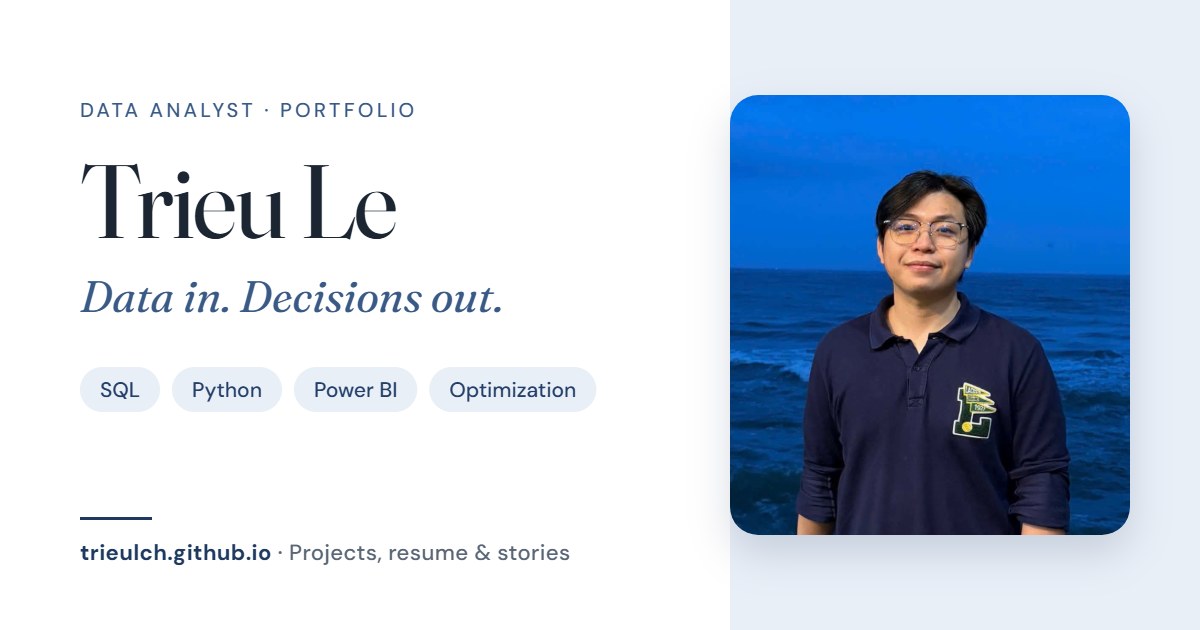 DATA ANALYST · PORTFOLIO
Trieu Le
Data in. Decisions out.
SQL
Python
Power BI
Optimization
trieulch.github.io · Projects, resume & stories